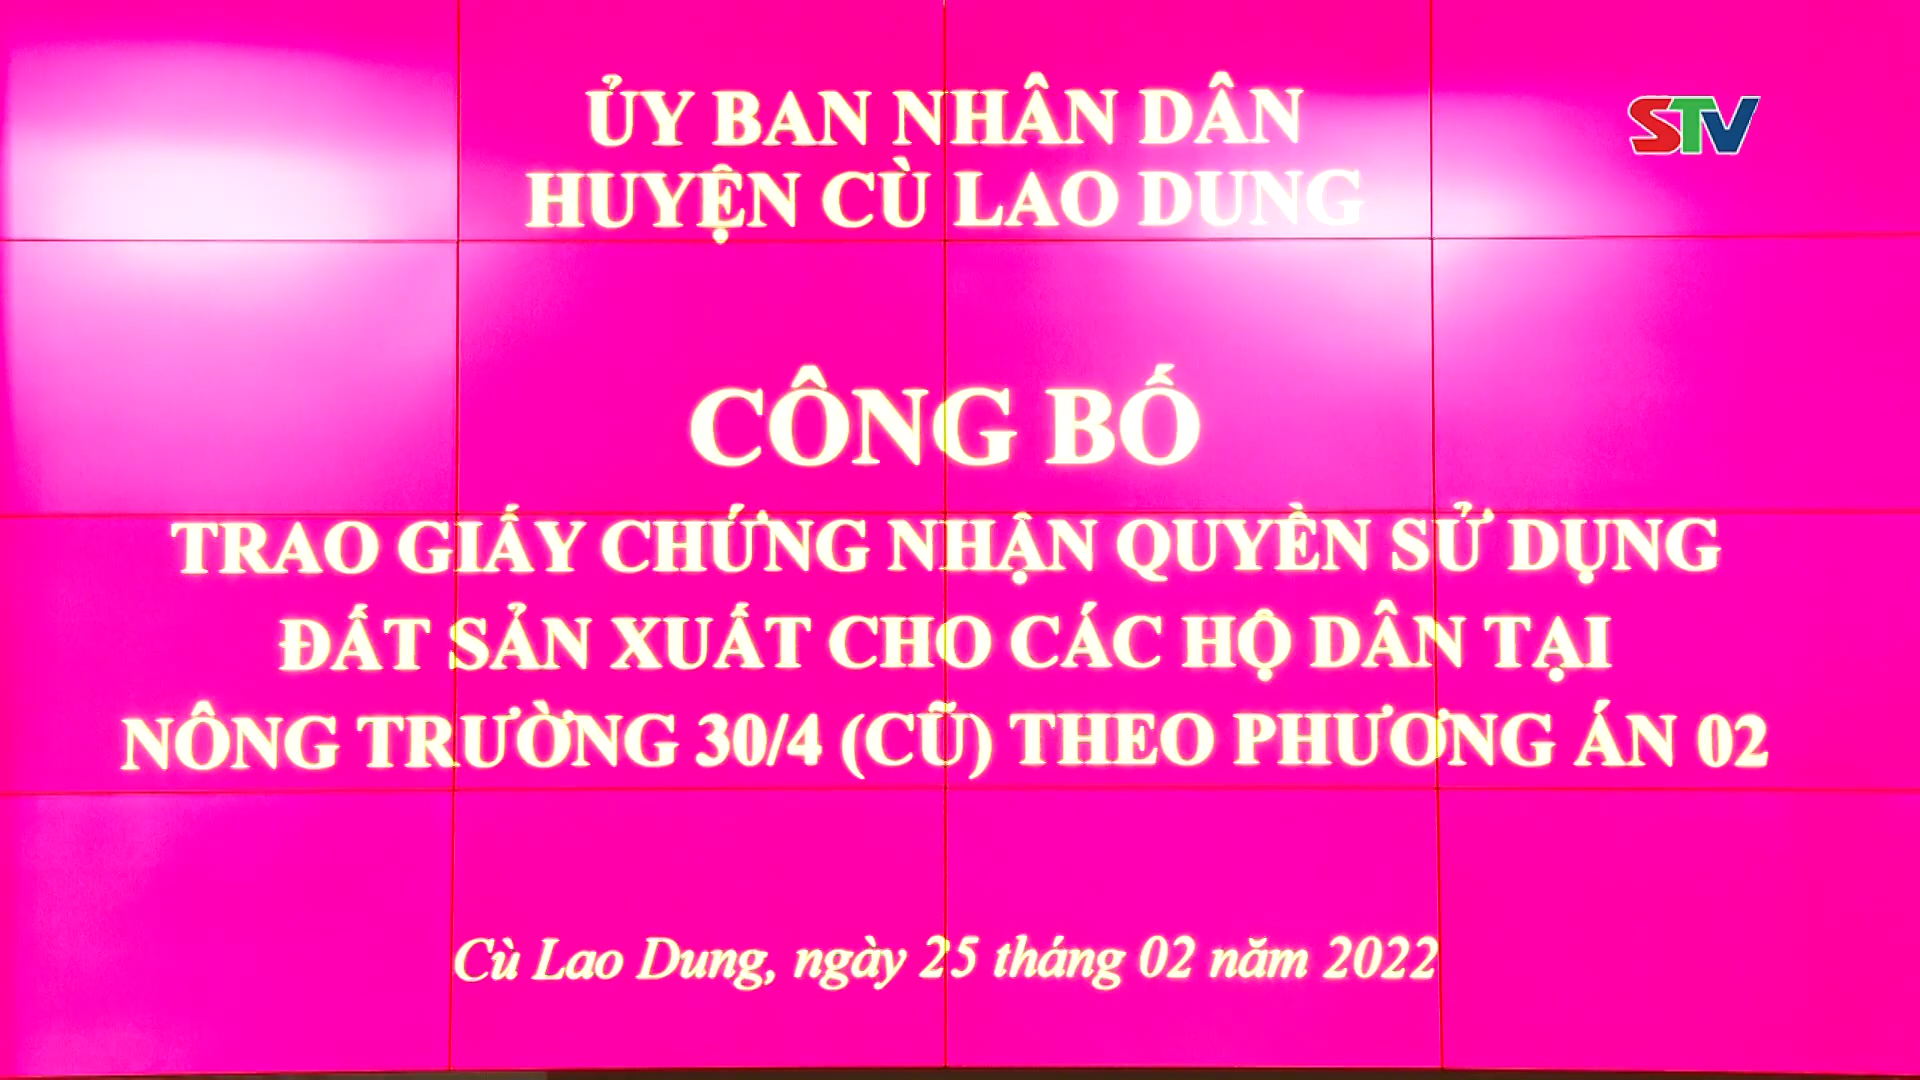 ỦY BAN NHÂN DÂN
STV
HUYỆN CÙ LAO DUNG
CÔNG BỐ
TRAO GIẤY CHỨNG NHẬN QUYỀN SỬ DỤNG
ĐẤT SẢN XUẤT CHO CÁC HỘ DÂN TẠI
NÔNG TRƯỜNG 30/4 (CŨ) THEO PHƯƠNG ÁN 02
Cù Lao Dung, ngày 25 tháng 02 năm 2022